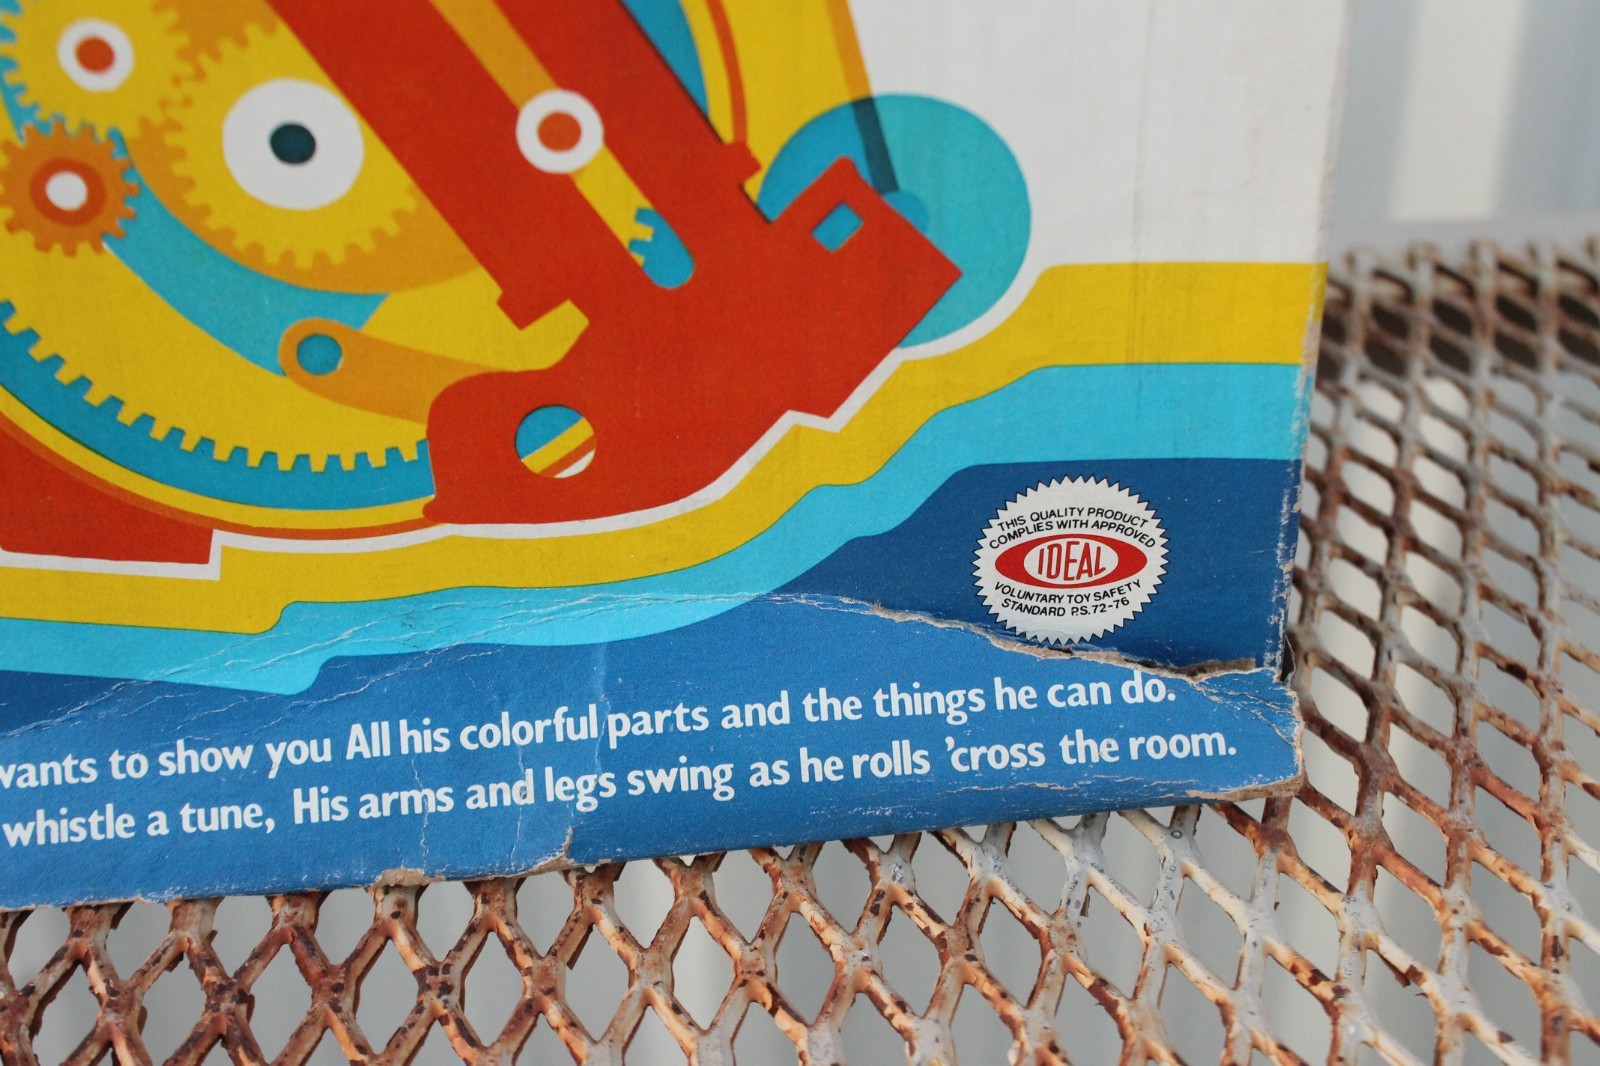 THIS QUALITY PRODUCT
COMPLIES WITH APPROVED
IDEAL
VOLUNTARY TOY SAFETY
STANDARD P.S.72-76
to show you All his colorful parts and the things he can do.
whistle a tune, His arms and legs swing as he rolls 'cross the room.